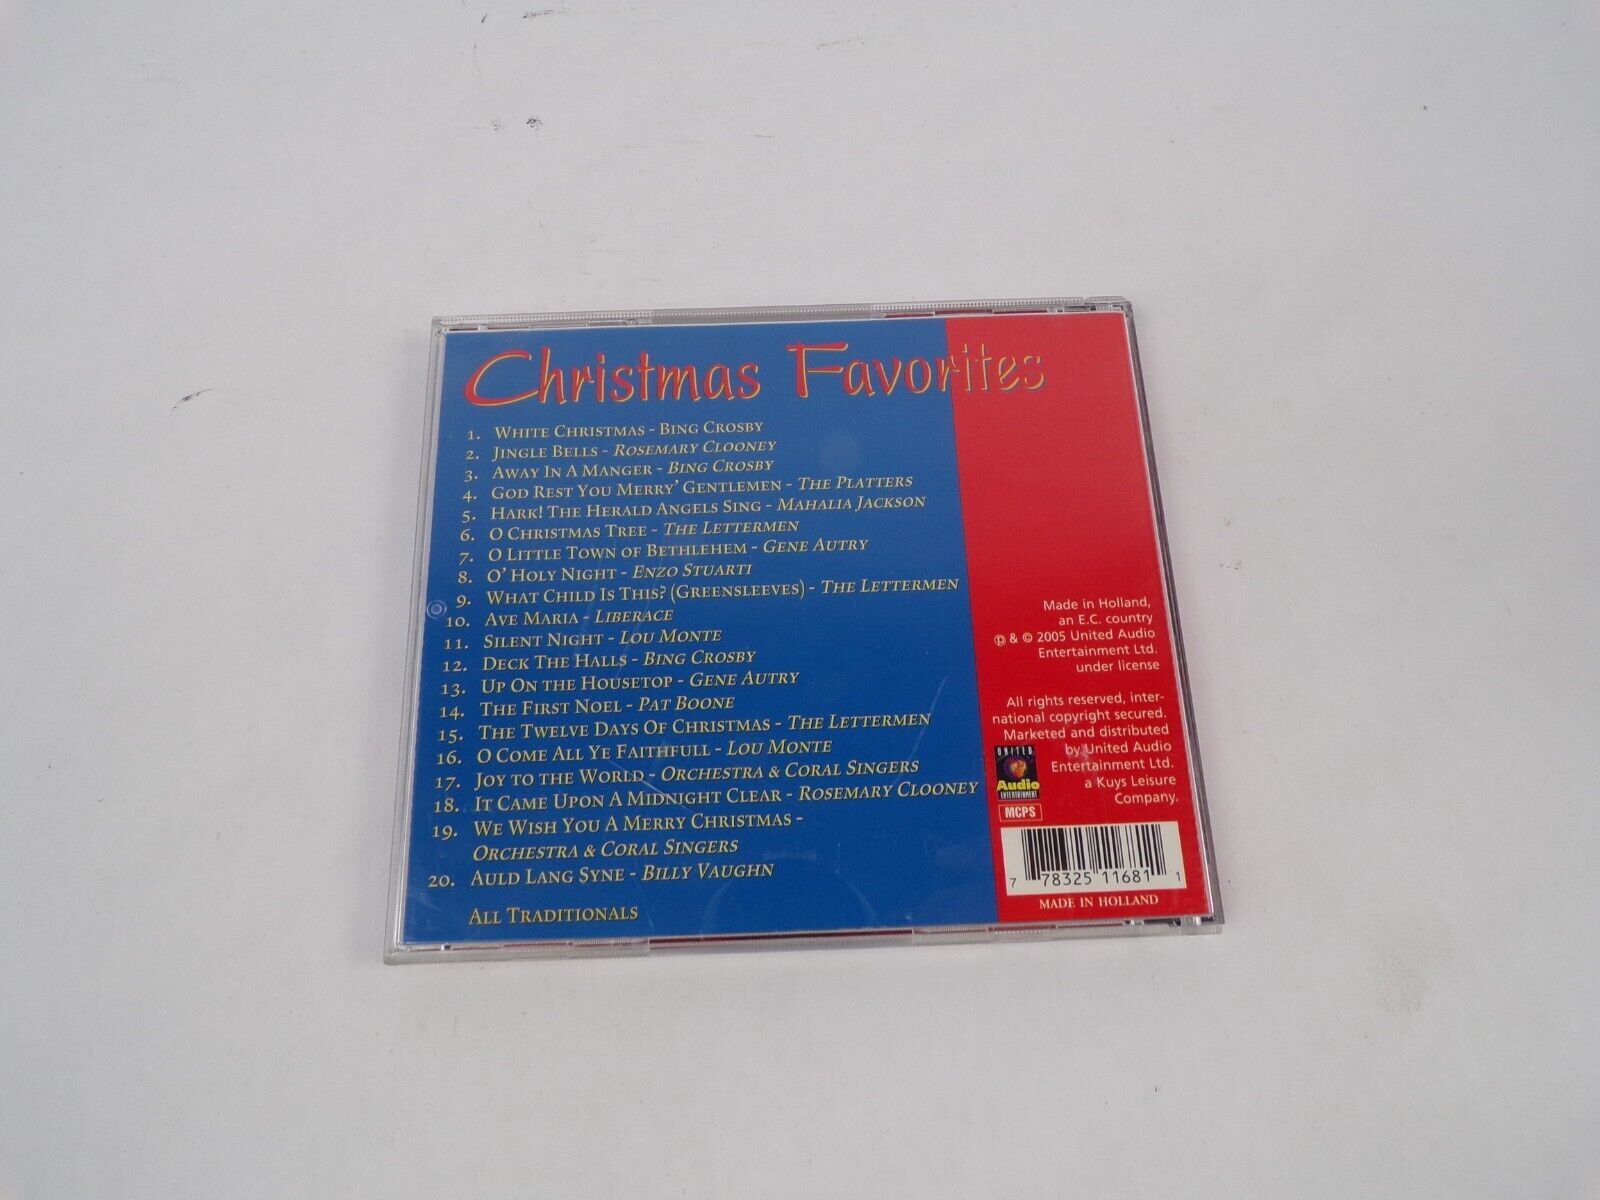 Christmas Favorites
1. WHITE CHRISTMAS - BING CROSBY
2. JINGLE BELLS - ROSEMARY CLOONEY
3. AWAY IN A MANGER - BING CROSBY
4. GOD REST YOU MERRY' GENTLEMEN - THE PLATTERS
5. HARK! THE HERALD ANGELS SING - MAHALIA JACKSON
6. O CHRISTMAS TREE - THE LETTERMEN
7. O LITTLE TOWN OF BETHLEHEM - GENE AUTRY
8. O' HOLY NIGHT - ENZO STUARTI
9. WHAT CHILD IS THIS? (GREENSLEEVES) - THE LETTERMEN
10. AVE MARIA - LIBERACE
11. SILENT NIGHT - LOU MONTE
12. DECK THE HALLS - BING CROSBY
13. UP ON THE HOUSETOP - GENE AUTRY
14. THE FIRST NOEL - PAT BOONE
15. THE TWELVE DAYS OF CHRISTMAS - THE LETTERMEN
16. O COME ALL YE FAITHFULL - LOU MONTE
17. JOY TO THE WORLD - ORCHESTRA & CORAL SINGERS
18. IT CAME UPON A MIDNIGHT CLEAR - ROSEMARY CLOONEY
19. WE WISH YOU A MERRY CHRISTMAS -
ORCHESTRA & CORAL SINGERS
20. AULD LANG SYNE - BILLY VAUGHN
ALL TRADITIONALS
Made in Holland,
an E.C. country
℗ & © 2005 United Audio
Entertainment Ltd.
under license
All rights reserved, inter-
national copyright secured.
Marketed and distributed
by United Audio
Entertainment Ltd.
a Kuys Leisure
Company.
UNITED
Audio
ENTERTAINMENT
MCPS
7 78325 11681 1
MADE IN HOLLAND